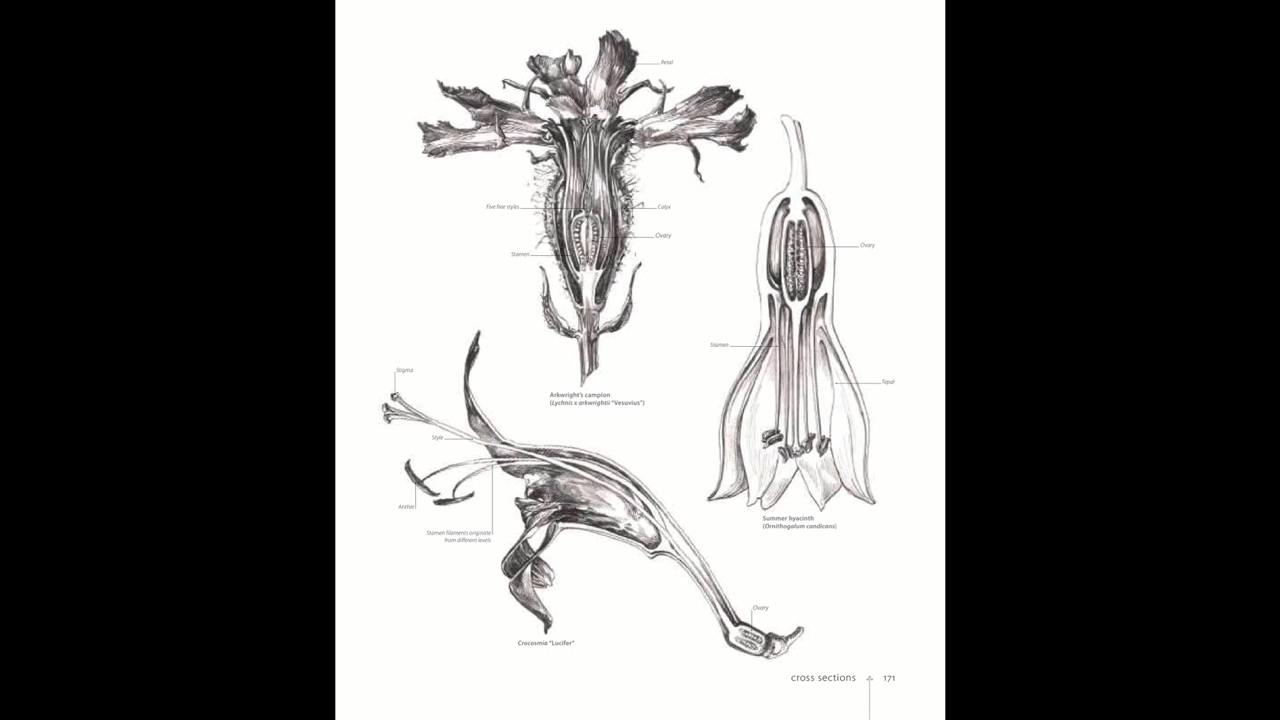 Petal
Five free styles
Calyx
Ovary
Stamen
Arkwright's campion
(Lychnis x arkwrightii "Vesuvius")
Ovary
Stamen
Tepal
Summer hyacinth
(Ornithogalum candicans)
Stigma
Style
Anther
Stamen filaments originate
from different levels
Ovary
Crocosmia "Lucifer"
cross sections 171